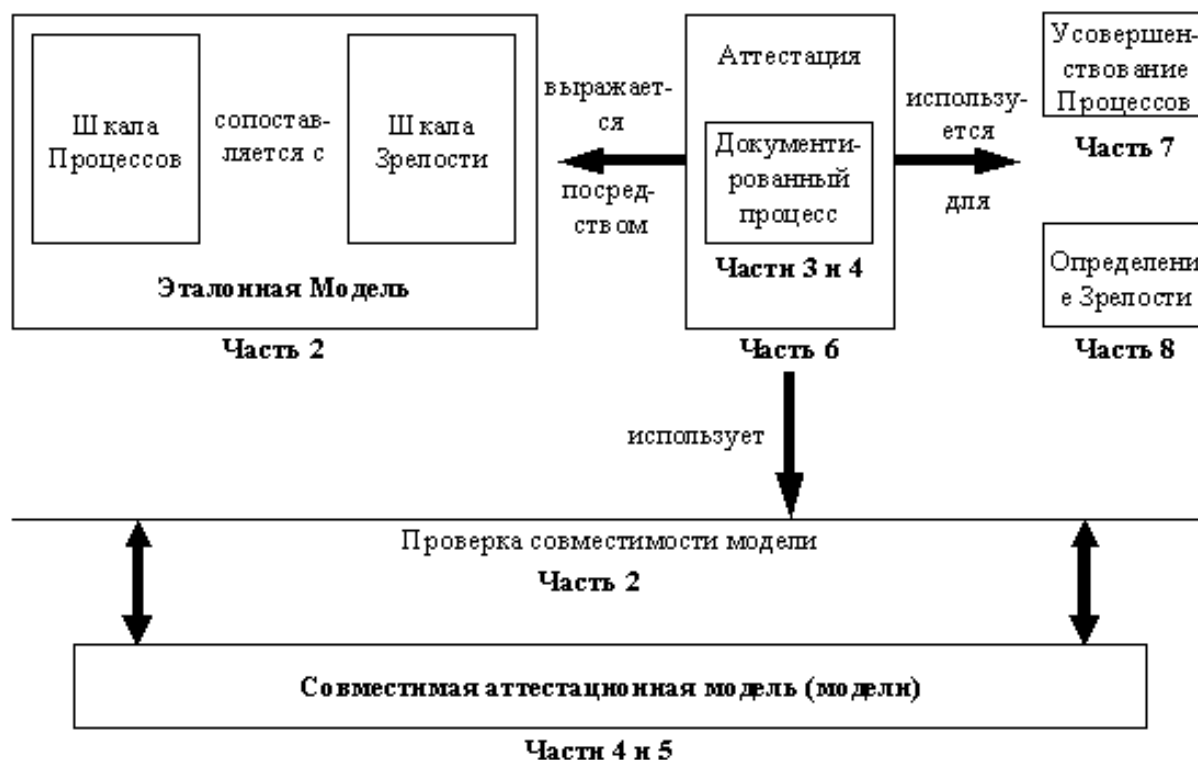 Шкала
Процессов
сопостав-
ляется с
Шкала
Зрелости
Эталонная Модель
Часть 2
выражает-
ся
посред-
ством
Аттестация
Документи-
рованный
процесс
Части 3 и 4
Часть 6
использу-
ется
для
Усовершен-
ствование
Процессов
Часть 7
Определени
е Зрелости
Часть 8
использует
Проверка совместимости модели
Часть 2
Совместимая аттестационная модель (модели)
Части 4 и 5